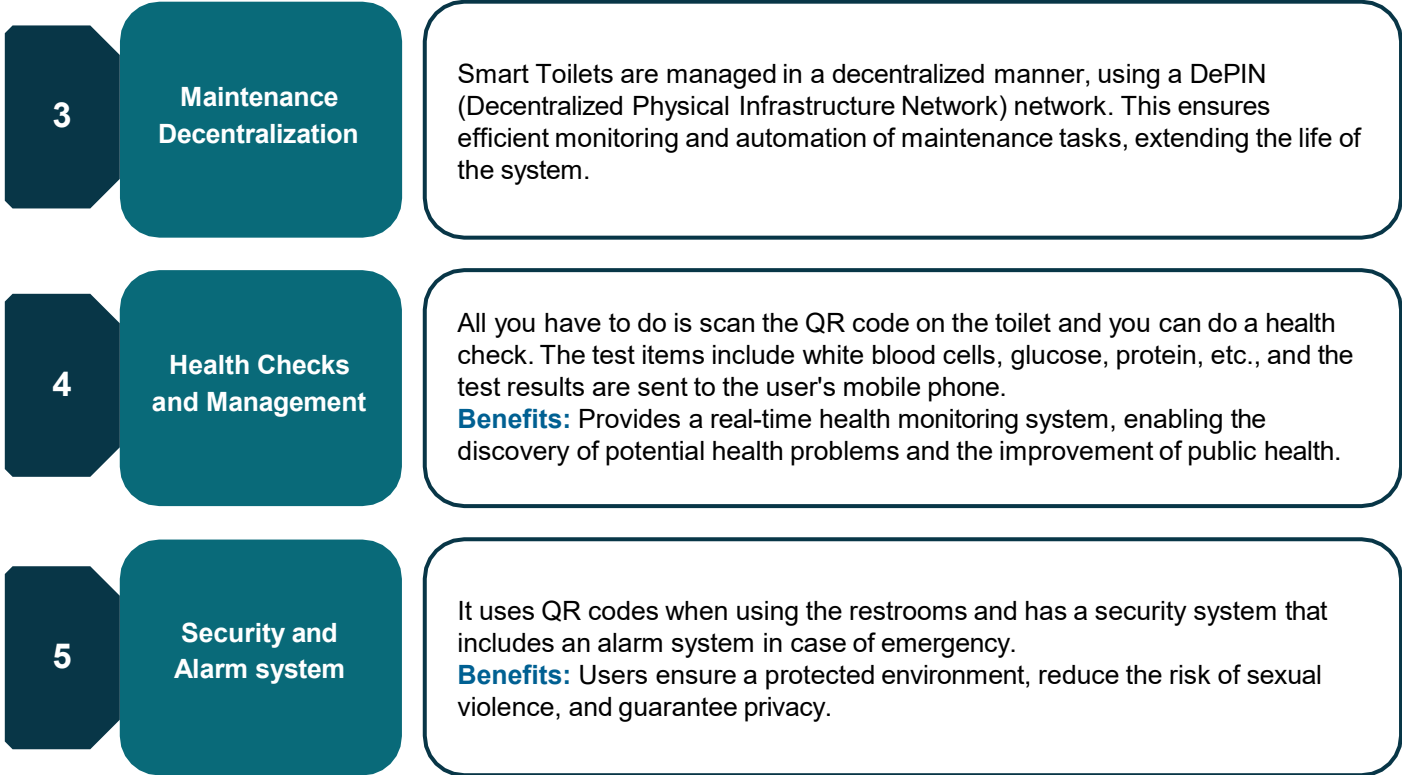 3
Maintenance
Decentralization
Smart Toilets are managed in a decentralized manner, using a DePIN
(Decentralized Physical Infrastructure Network) network. This ensures
efficient monitoring and automation of maintenance tasks, extending the life of
the system.
4
Health Checks
and Management
All you have to do is scan the QR code on the toilet and you can do a health
check. The test items include white blood cells, glucose, protein, etc., and the
test results are sent to the user's mobile phone.
Benefits: Provides a real-time health monitoring system, enabling the
discovery of potential health problems and the improvement of public health.
5
Security and
Alarm system
It uses QR codes when using the restrooms and has a security system that
includes an alarm system in case of emergency.
Benefits: Users ensure a protected environment, reduce the risk of sexual
violence, and guarantee privacy.